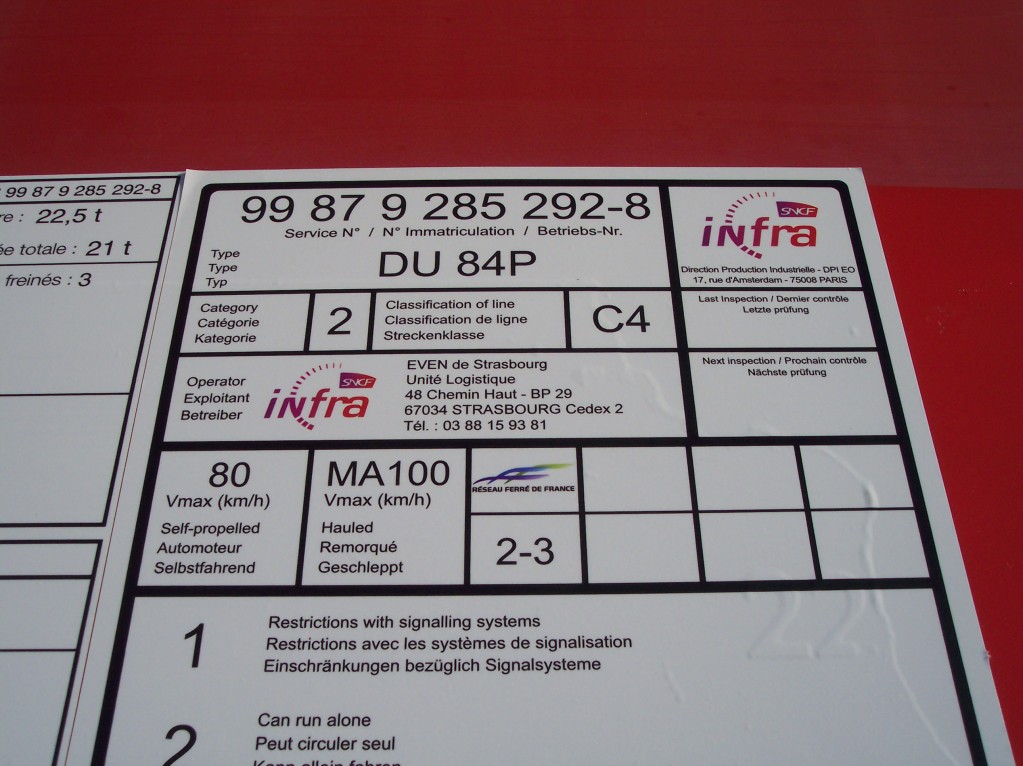 99 87 9 285 292-8
re : 22,5 t
ée totale : 21 t
freinés : 3
99 87 9 285 292-8
Service N° / N° Immatriculation / Betriebs-Nr.
Type
Type
Typ
DU 84P
SNCF
infra
Direction Production Industrielle - DPI EO
17, rue d'Amsterdam - 75008 PARIS
Category
Catégorie
Kategorie
2
Classification of line
Classification de ligne
Streckenklasse
C4
Last Inspection / Dernier contrôle
Letzte prüfung
Operator
Exploitant
Betreiber
SNCF
infra
EVEN de Strasbourg
Unité Logistique
48 Chemin Haut - BP 29
67034 STRASBOURG Cedex 2
Tél. : 03 88 15 93 81
Next inspection / Prochain contrôle
Nächste prüfung
80
Vmax (km/h)
Self-propelled
Automoteur
Selbstfahrend
MA100
Vmax (km/h)
Hauled
Remorqué
Geschleppt
RÉSEAU FERRÉ DE FRANCE
2-3
1
Restrictions with signalling systems
Restrictions avec les systèmes de signalisation
Einschränkungen bezüglich Signalsysteme
2
Can run alone
Peut circuler seul
Kann allein fahren